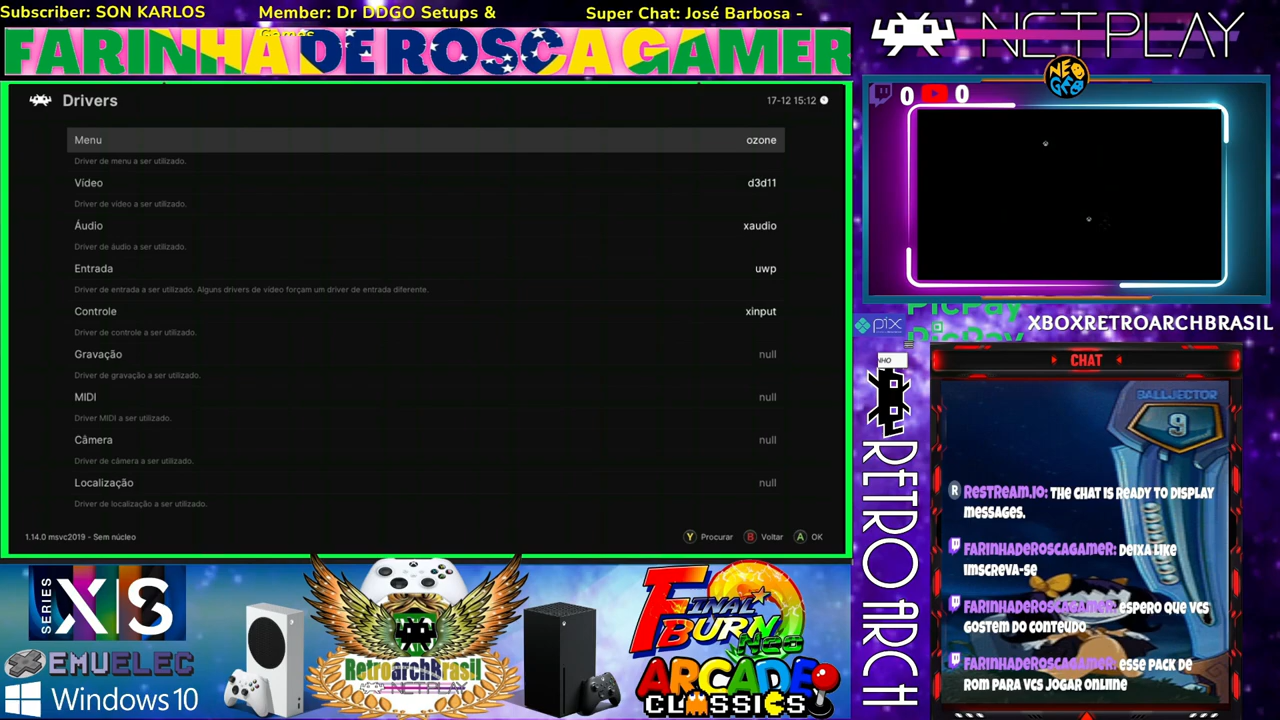 Subscriber: SON KARLOS
Member: Dr DDGO Setups &
Super Chat: José Barbosa -
FARINHA DE ROSCA GAMER
NETPLAY
NEO
GEO
0
0
Drivers
17-12 15:12
Menu
ozone
Driver de menu a ser utilizado.
Vídeo
d3d11
Driver de vídeo a ser utilizado.
Áudio
xaudio
Driver de áudio a ser utilizado.
Entrada
uwp
Driver de entrada a ser utilizado. Alguns drivers de vídeo forçam um driver de entrada diferente.
Controle
xinput
Driver de controle a ser utilizado.
Gravação
null
Driver de gravação a ser utilizado.
MIDI
null
Driver MIDI a ser utilizado.
Câmera
null
Driver de câmera a ser utilizado.
Localização
null
Driver de localização a ser utilizado.
1.14.0 msvc2019 - Sem núcleo
Y Procurar
B Voltar
A OK
pix
PicPay
PicPay
XBOXRETROARCHBRASIL
RETROARCH
CHAT
BALLJECTOR
9
R RESTREAM.IO: THE CHAT IS READY TO DISPLAY
MESSAGES.
FARINHADEROSCAGAMER: DEIXA LIKE
IMSCREVA-SE
FARINHADEROSCAGAMER: ESPERO QUE VCS
GOSTEM DO CONTEUDO
FARINHADEROSCAGAMER: ESSE PACK DE
ROM PARA VCS JOGAR ONLIINE
SERIES
X|S
EMUELEC
Windows 10
RetroarchBrasil
NETPLAY
FINAL
BURN
NEO
ARCADE
CLASSICS